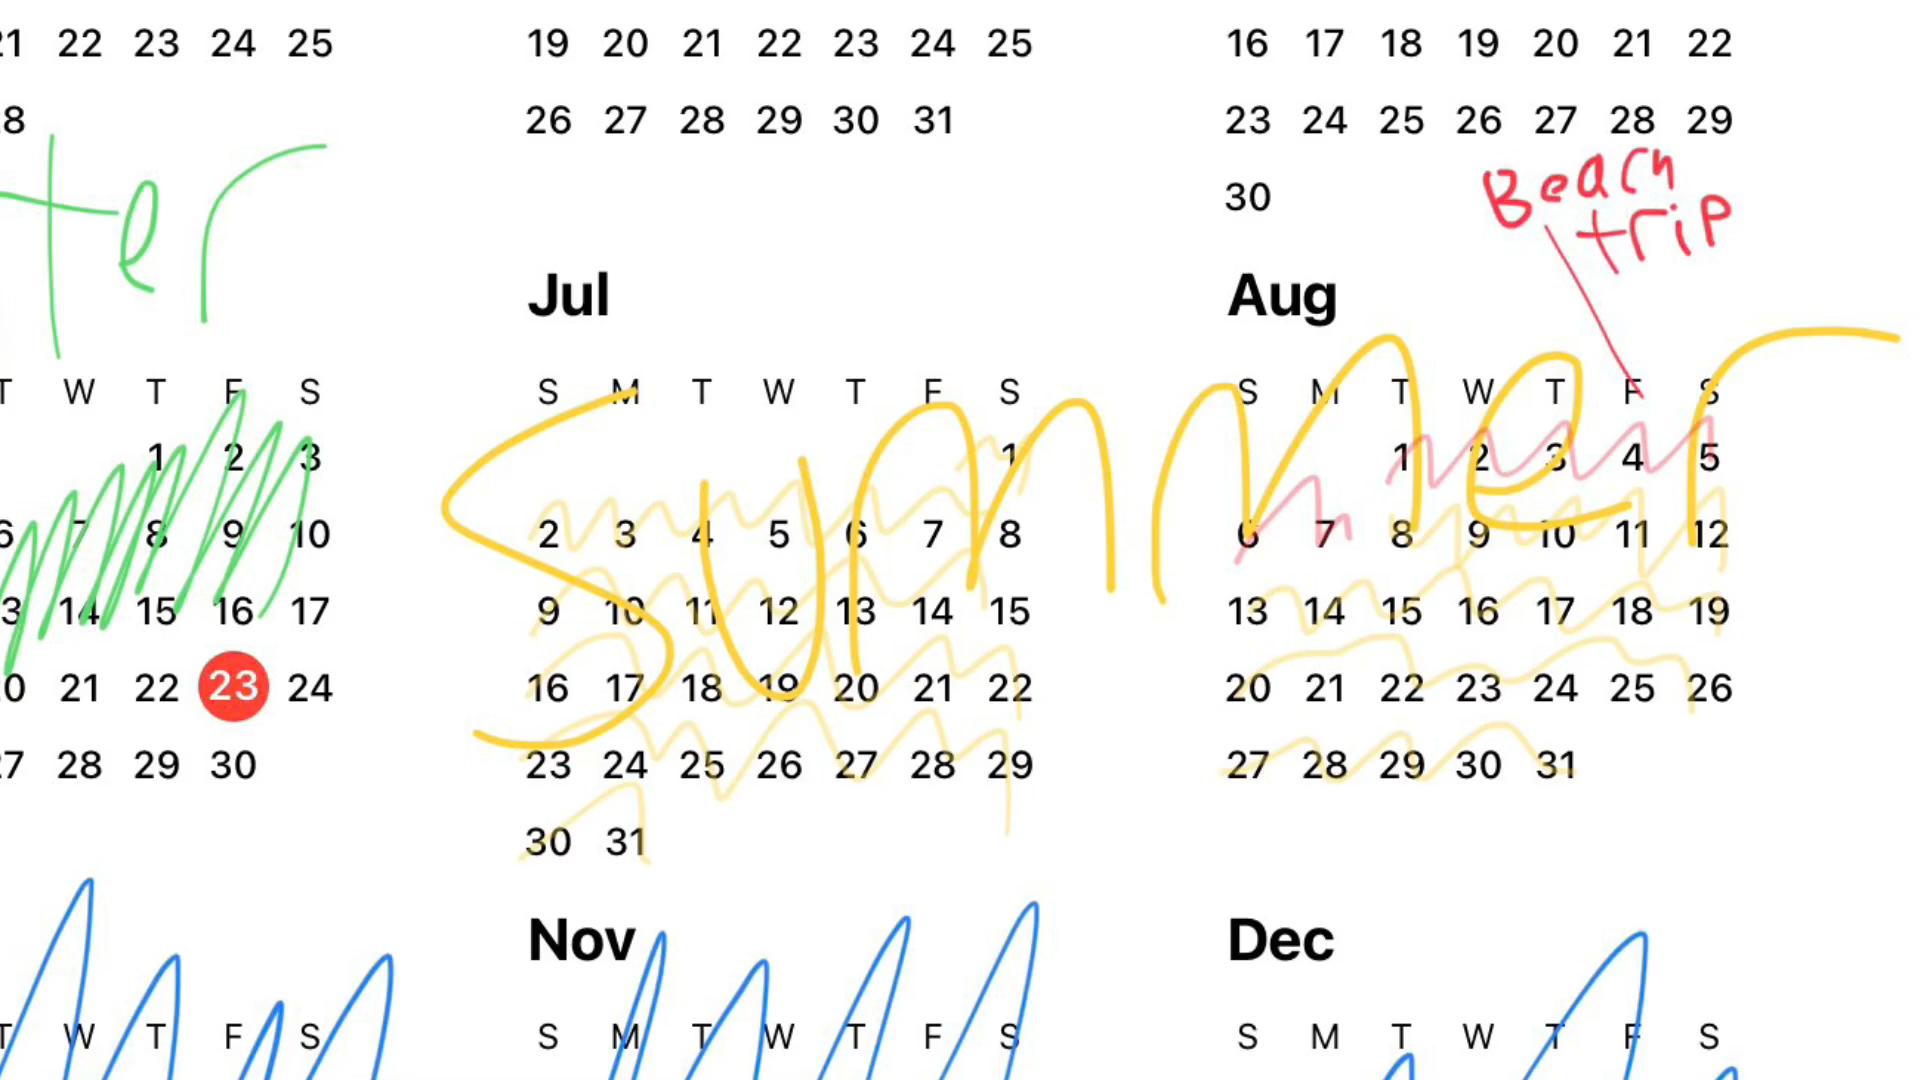 21 22 23 24 25
8
ter
T W T F S
1 2 3
6 7 8 9 10
3 14 15 16 17
0 21 22 23 24
7 28 29 30
T W T F S
19 20 21 22 23 24 25
26 27 28 29 30 31
Jul
Summer
S M T W T F S
1
2 3 4 5 6 7 8
9 10 11 12 13 14 15
16 17 18 19 20 21 22
23 24 25 26 27 28 29
30 31
Nov
S M T W T F S
16 17 18 19 20 21 22
23 24 25 26 27 28 29
30
Beach
trip
Aug
S M T W T F S
1 2 3 4 5
6 7 8 9 10 11 12
13 14 15 16 17 18 19
20 21 22 23 24 25 26
27 28 29 30 31
Dec
S M T W T F S